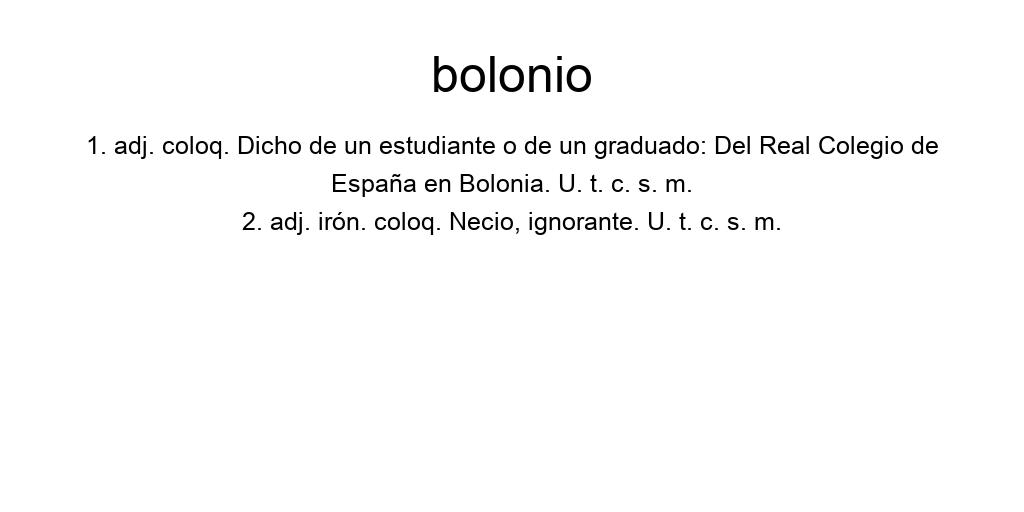 bolonio
1. adj. coloq. Dicho de un estudiante o de un graduado: Del Real Colegio de
España en Bolonia. U. t. c. s. m.
2. adj. irón. coloq. Necio, ignorante. U. t. c. s. m.